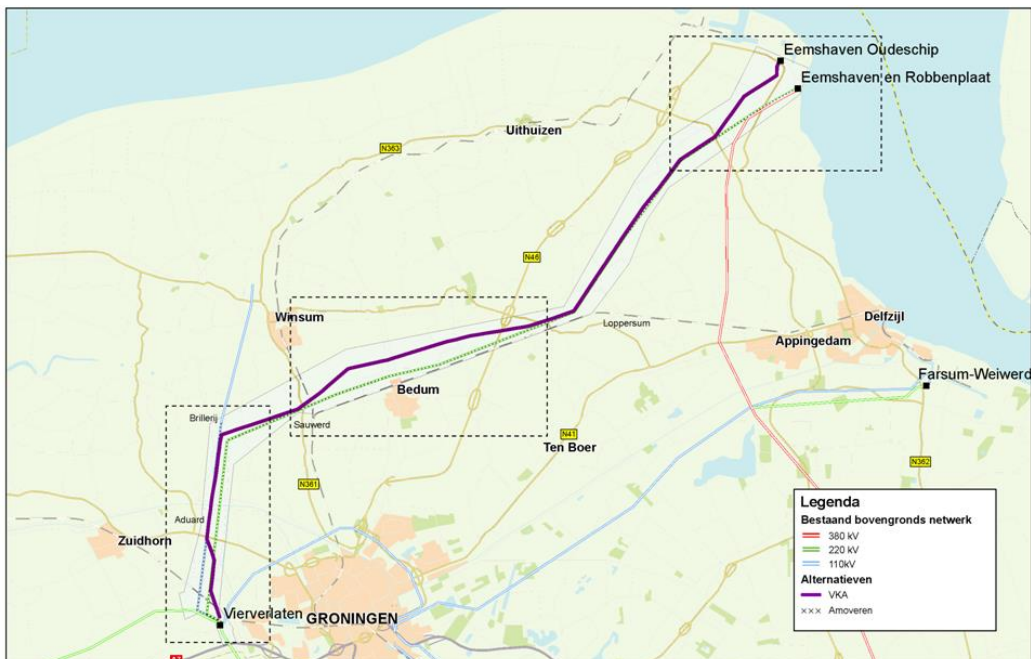 Eemshaven Oudeschip
Eemshaven en Robbenplaat
Uithuizen
N363
N46
Winsum
Loppersum
Delfzijl
Appingedam
Farsum-Weiwerd
Bedum
Brillerij
Sauwerd
N41
Ten Boer
N362
N361
Aduard
Zuidhorn
Vierverlaten
GRONINGEN
Legenda
Bestaand bovengronds netwerk
380 kV
220 kV
110kV
Alternatieven
VKA
Amoveren